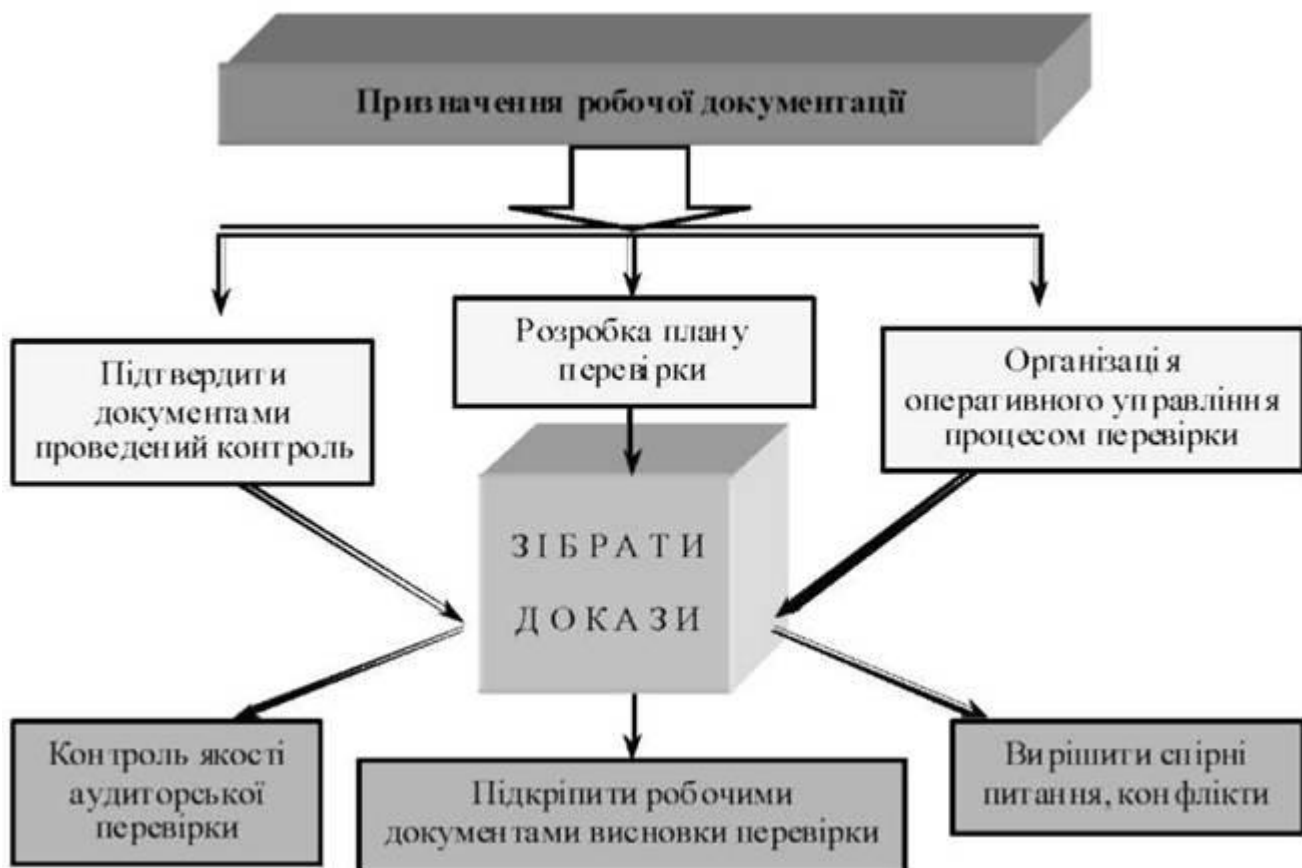 Призначення робочої документації
Підтвердити
документами
проведений контроль
Розробка плану
перевірки
Організація
оперативного управління
процесом перевірки
ЗІБРАТИ
ДОКАЗИ
Контроль якості
аудиторської
перевірки
Підкріпити робочими
документами висновки перевірки
Вирішити спірні
питання, конфлікти